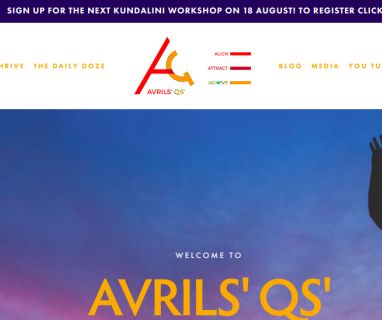 SIGN UP FOR THE NEXT KUNDALINI WORKSHOP ON 18 AUGUST! TO REGISTER CLICK
HRIVE THE DAILY DOZE
ALIGN
ATTRACT
ACHIEVE
AVRILS' QS'
BLOG MEDIA YOU TU
WELCOME TO
AVRILS' QS'